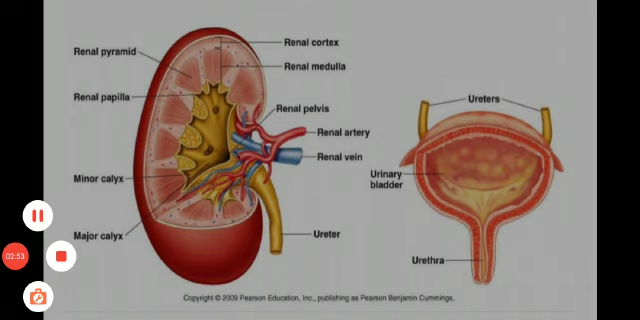 Renal cortex
Renal pyramid
Renal medulla
Renal papilla
Renal pelvis
Ureters
Renal artery
Renal vein
Urinary
bladder
Minor calyx
Major calyx
Ureter
Urethra
02:53
Copyright © 2009 Pearson Education, Inc., publishing as Pearson Benjamin Cummings.